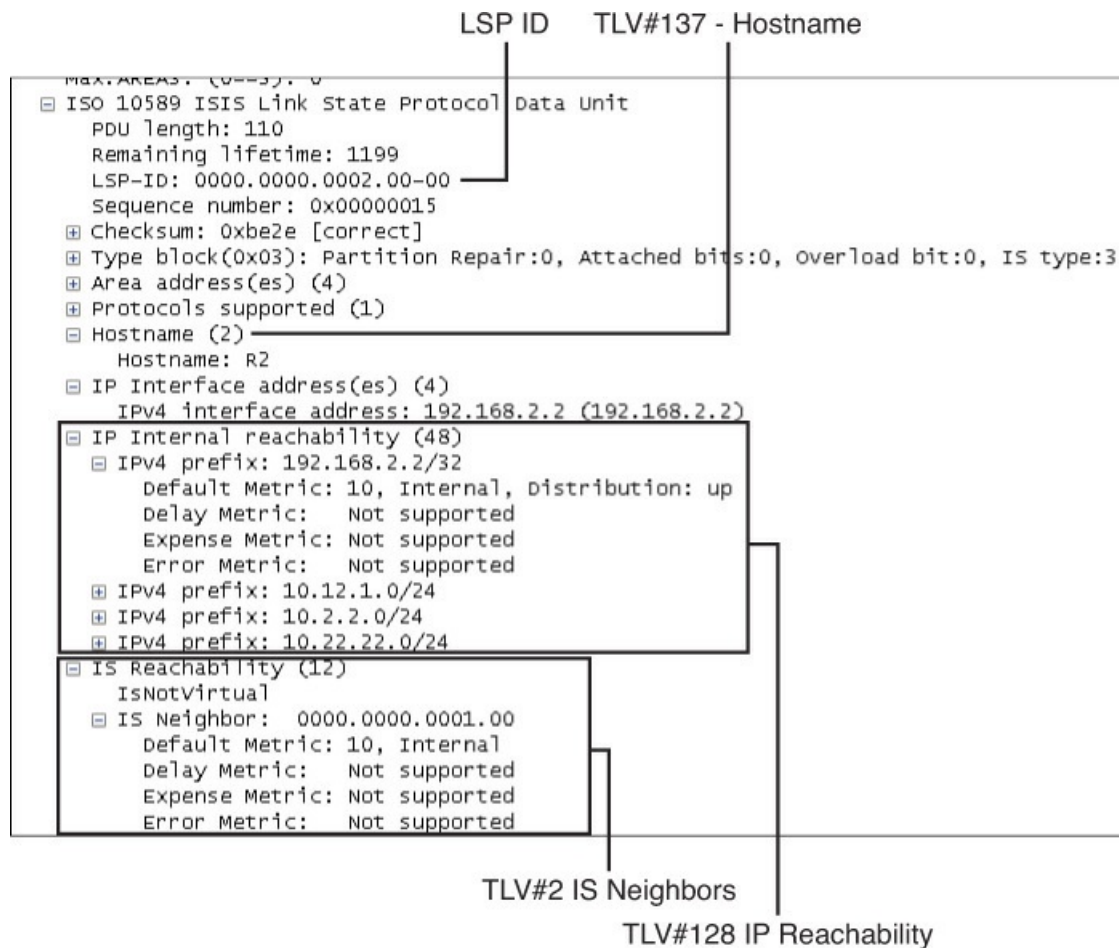 LSP ID TLV#137 - Hostname
Max.AREAs: (0==3): 0
ISO 10589 ISIS Link State Protocol Data Unit
PDU length: 110
Remaining lifetime: 1199
LSP-ID: 0000.0000.0002.00-00
Sequence number: 0x00000015
Checksum: 0xbe2e [correct]
Type block(0x03): Partition Repair:0, Attached bits:0, Overload bit:0, IS type:3
Area address(es) (4)
Protocols supported (1)
Hostname (2)
Hostname: R2
IP Interface address(es) (4)
IPv4 interface address: 192.168.2.2 (192.168.2.2)
IP Internal reachability (48)
IPv4 prefix: 192.168.2.2/32
Default Metric: 10, Internal, Distribution: up
Delay Metric: Not supported
Expense Metric: Not supported
Error Metric: Not supported
IPv4 prefix: 10.12.1.0/24
IPv4 prefix: 10.2.2.0/24
IPv4 prefix: 10.22.22.0/24
IS Reachability (12)
IsNotVirtual
IS Neighbor: 0000.0000.0001.00
Default Metric: 10, Internal
Delay Metric: Not supported
Expense Metric: Not supported
Error Metric: Not supported
TLV#2 IS Neighbors
TLV#128 IP Reachability